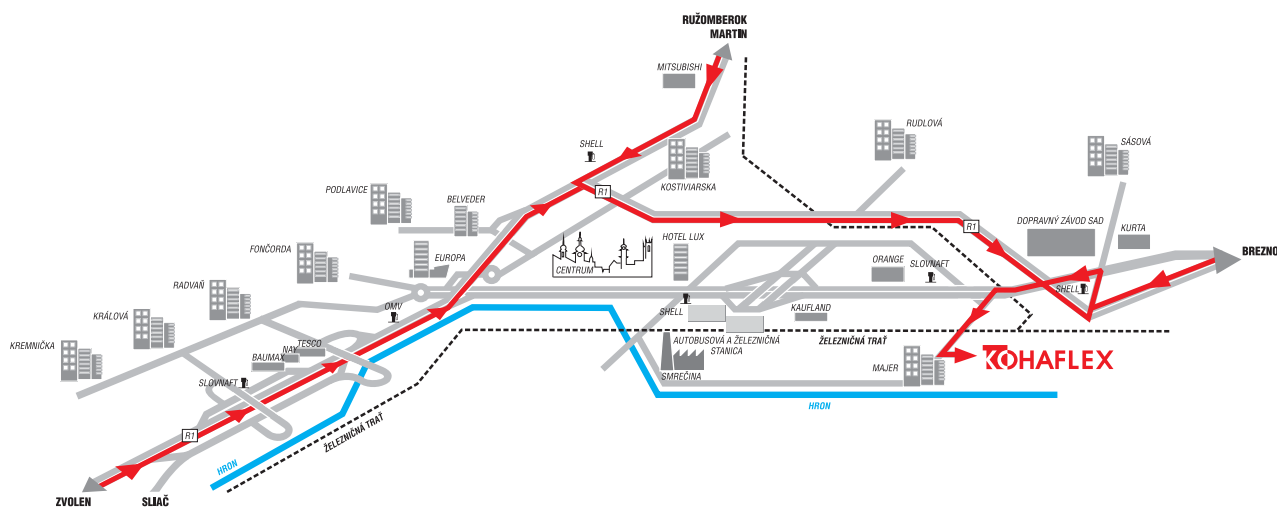 RUŽOMBEROK
MARTIN
MITSUBISHI
RUDLOVÁ
SÁSOVÁ
SHELL
KOSTIVIARSKA
PODLAVICE
BELVEDER
R1
R1
DOPRAVNÝ ZÁVOD SAD
KURTA
HOTEL LUX
FONČORDA
EUROPA
CENTRUM
ORANGE
SLOVNAFT
BREZNO
RADVAŇ
OMV
SHELL
SHELL
KAUFLAND
KRÁLOVÁ
TESCO
NAY
BAUMAX
KREMNIČKA
AUTOBUSOVÁ A ŽELEZNIČNÁ
STANICA
ŽELEZNIČNÁ TRAŤ
SMREČINA
MAJER
KOHAFLEX
SLOVNAFT
HRON
R1
ŽELEZNIČNÁ TRAŤ
HRON
ZVOLEN
SLIAČ